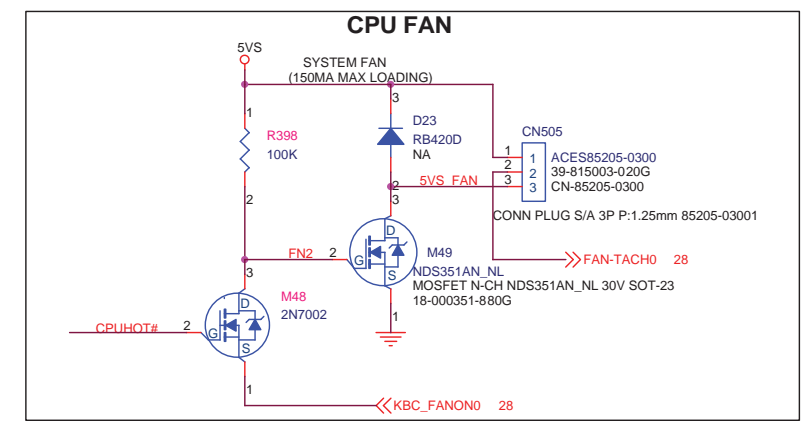 CPU FAN
5VS
SYSTEM FAN
(150MA MAX LOADING)
1
R398
100K
2
3
D23
RB420D
NA
2
CN505
1
2
3
1
2
3
ACES85205-0300
39-815003-020G
CN-85205-0300
CONN PLUG S/A 3P P:1.25mm 85205-03001
5VS_FAN
3
D
G
S
FN2
2
M49
NDS351AN_NL
MOSFET N-CH NDS351AN_NL 30V SOT-23
18-000351-880G
1
FAN-TACH0 28
3
M48
2N7002
D
G
S
CPUHOT#
2
1
KBC_FANON0 28